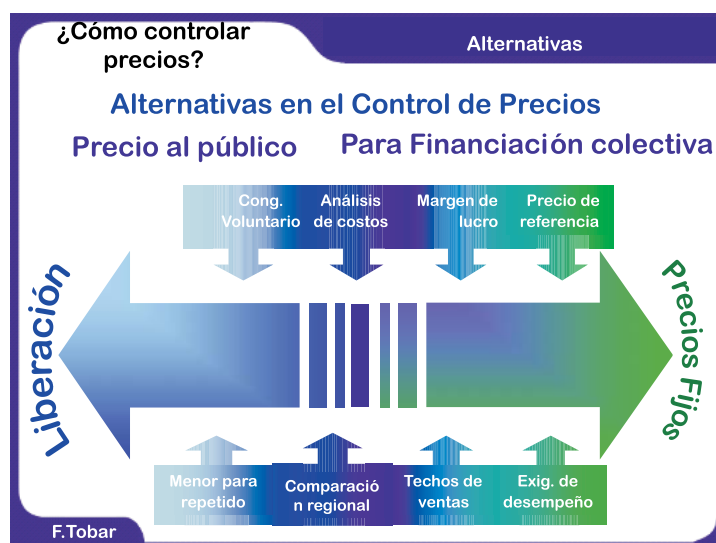 ¿Cómo controlar
precios?
Alternativas
Alternativas en el Control de Precios
Precio al público
Para Financiación colectiva
Cong.
Voluntario
Análisis
de costos
Margen de
lucro
Precio de
referencia
Liberación
Precios Fijos
Menor para
repetido
Comparació
n regional
Techos de
ventas
Exig. de
desempeño
F.Tobar